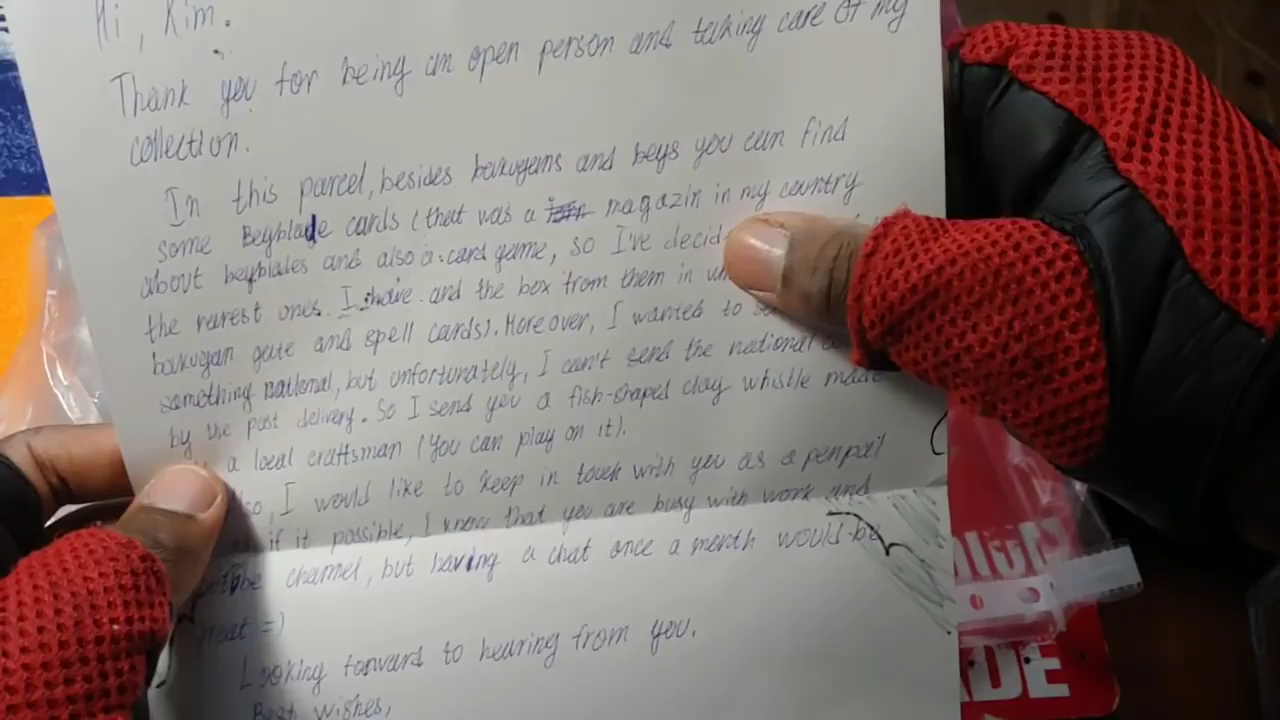 Hi, Kim.
Thank you for being an open person and taking care of my
collection.
In this parcel, besides bakugans and beys you can find
some Beyblade cards (that was a magazin in my country
about beyblades and also a card game, so I've decid
the rarest ones. I have and the box from them in
bakugan gate and spell cards). Moreover, I wanted to
something national, but unfortunately, I can't send the national
by the post delivery. So I send you a fish-shaped clay whistle made
a local craftsman (You can play on it).
so, I would like to keep in touch with you as a penpal
if it possible, I know that you are busy with work and
channel, but having a chat once a month would be
=)
Looking forward to hearing from you.
Best wishes,
ADE